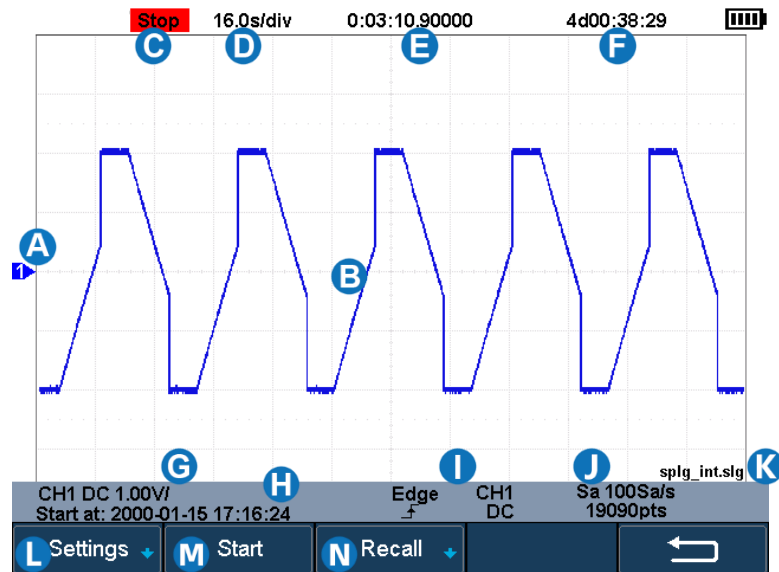 Stop 16.0s/div 0:03:10.90000 4d00:38:29
C D E F
A
1
B
G H I J K
splg_int.slg
CH1 DC 1.00V/ Edge CH1 Sa 100Sa/s
Start at: 2000-01-15 17:16:24 DC 19090pts
L Settings M Start N Recall